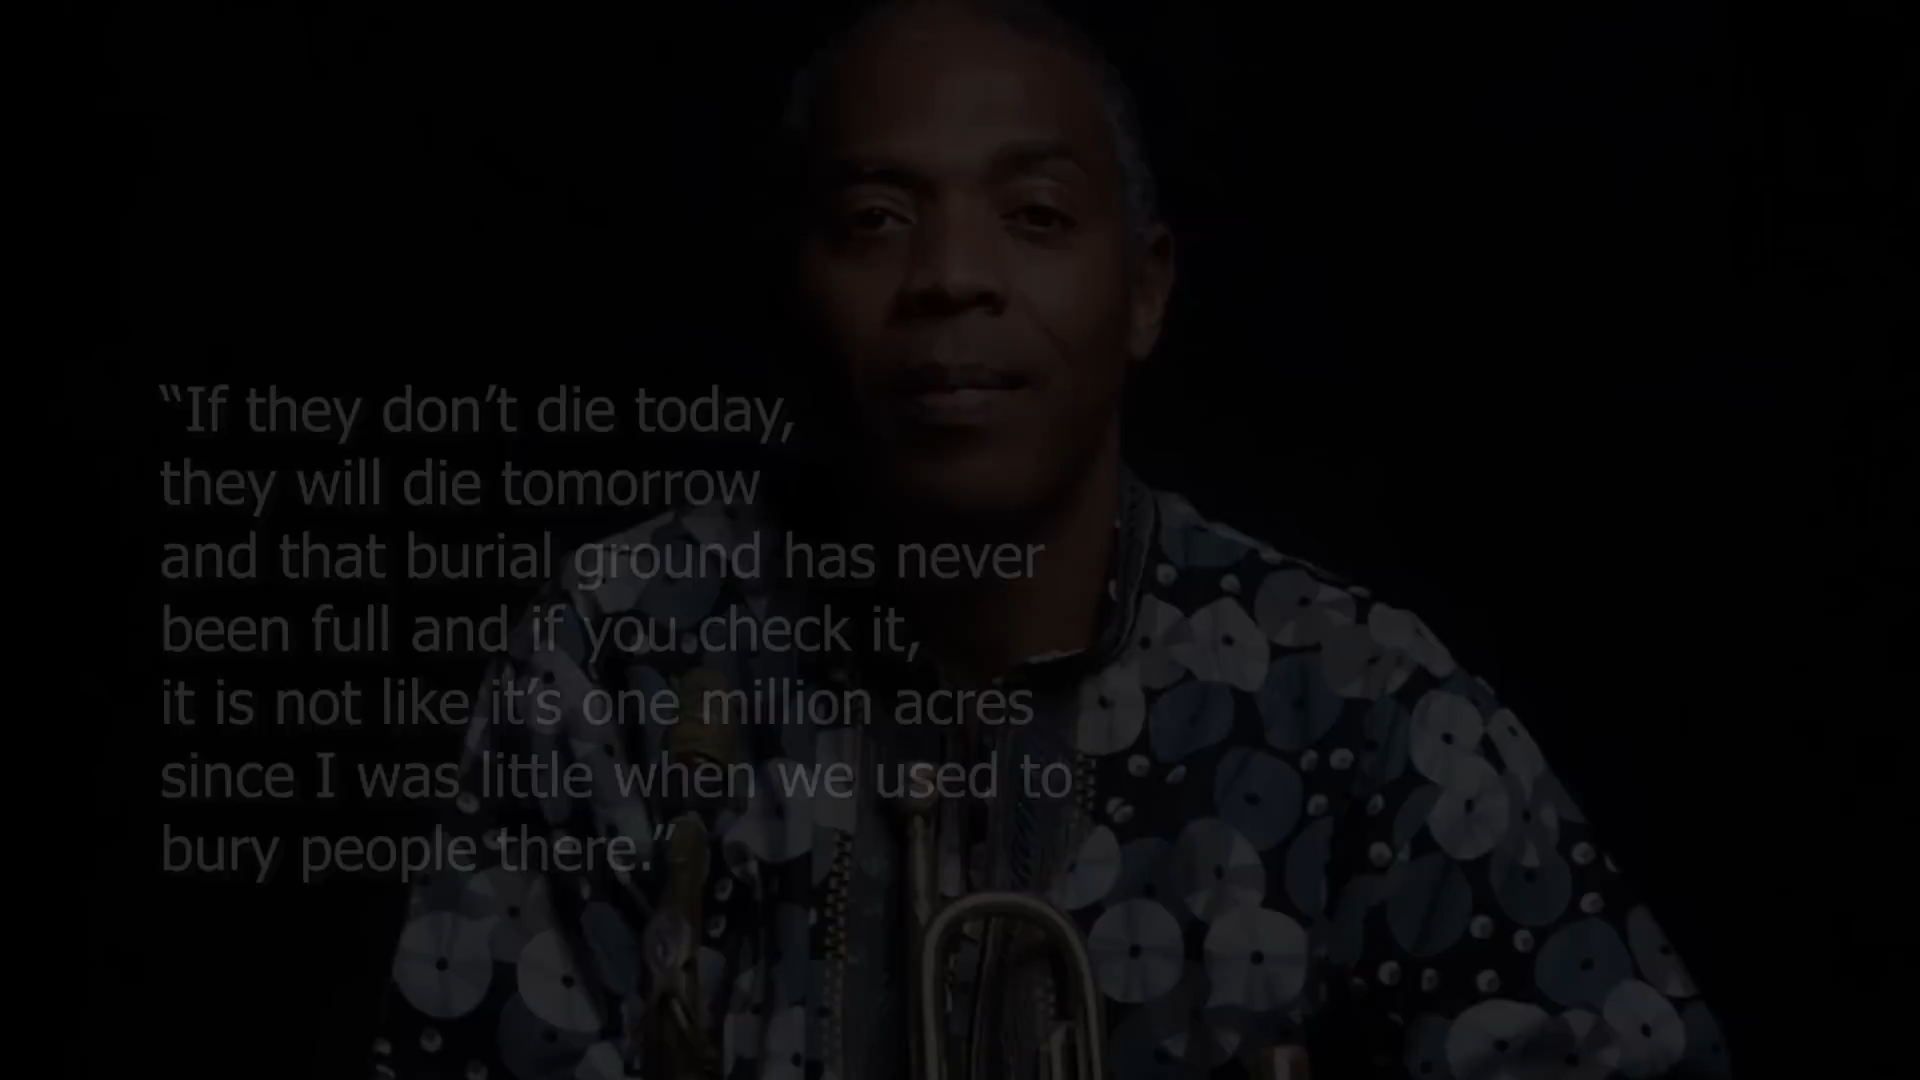 “If they don’t die today,
they will die tomorrow
and that burial ground has never
been full and if you check it,
it is not like it’s one million acres
since I was little when we used to
bury people there.”